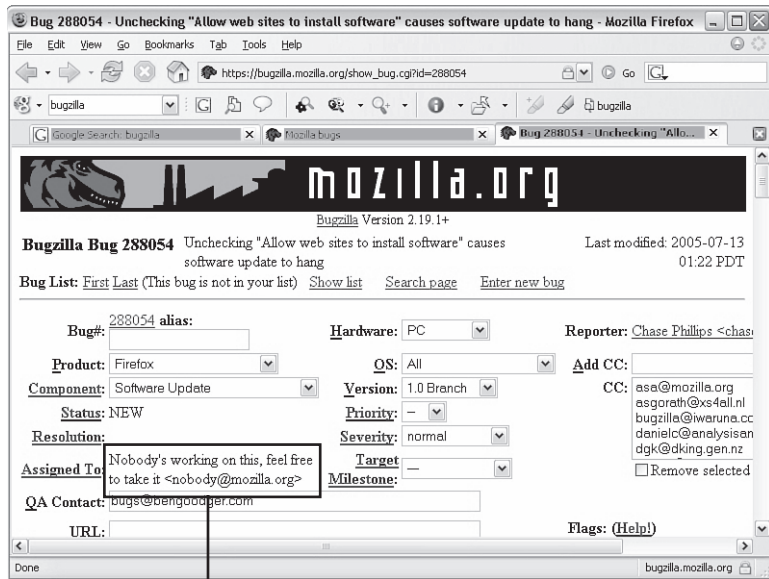 Bug 288054 - Unchecking "Allow web sites to install software" causes software update to hang - Mozilla Firefox
File Edit View Go Bookmarks Tab Tools Help
https://bugzilla.mozilla.org/show_bug.cgi?id=288054 Go
bugzilla bugzilla
Google Search: bugzilla Mozilla bugs Bug 288054 - Unchecking "Allo...
mozilla.org
Bugzilla Version 2.19.1+
Bugzilla Bug 288054 Unchecking "Allow web sites to install software" causes Last modified: 2005-07-13
software update to hang 01:22 PDT
Bug List: First Last (This bug is not in your list) Show list Search page Enter new bug
Bug#: 288054 alias: Hardware: PC Reporter: Chase Phillips <chase
Product: Firefox OS: All Add CC:
Component: Software Update Version: 1.0 Branch CC: asa@mozilla.org
asgorath@xs4all.nl
Status: NEW Priority: – bugzilla@iwaruna.cc
Resolution: Severity: normal danielc@analysisan
dgk@dking.gen.nz
Assigned To: Nobody's working on this, feel free Target
to take it <nobody@mozilla.org> Milestone: — Remove selected
QA Contact: bugs@bengoodger.com
URL: Flags: (Help!)
Done bugzilla.mozilla.org